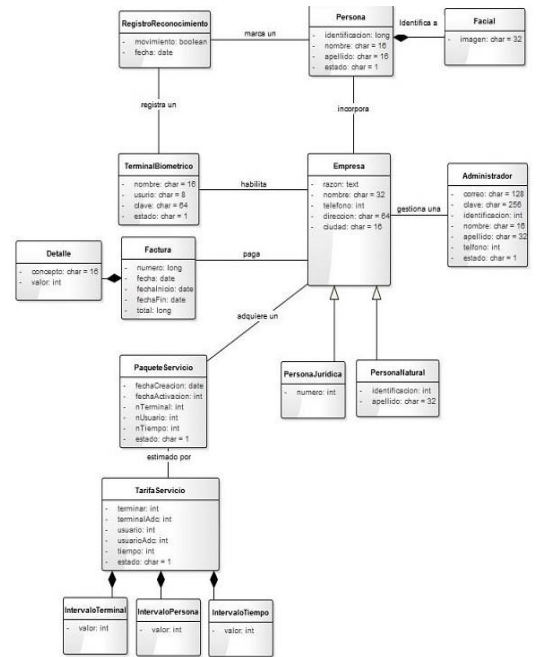 RegistroReconocimiento
- movimiento: boolean
- fecha: date
marca un
Persona
- identificacion: long
- nombre: char = 16
- apellido: char = 16
- estado: char = 1
Identifica a
Facial
- imagen: char = 32
registra un
incorpora
TerminalBiometrico
- nombre: char = 16
- usurio: char = 8
- clave: char = 64
- estado: char = 1
habilita
Empresa
- razon: text
- nombre: char = 32
- telefono: int
- direccion: char = 64
- ciudad: char = 16
gestiona una
Administrador
- correo: char = 128
- clave: char = 256
- identificacion: int
- nombre: char = 16
- apellido: char = 32
- telfono: int
- estado: char = 1
Detalle
- concepto: char = 16
- valor: int
Factura
- numero: long
- fecha: date
- fechaInicio: date
- fechaFin: date
- total: long
paga
adquiere un
PaqueteServicio
- fechaCreacion: date
- fechaActivacion: int
- nTerminal: int
- nUsuario: int
- nTiempo: int
- estado: char = 1
PersonaJuridica
- numero: int
PersonaNatural
- identificacion: int
- apellido: char = 32
estimado por
TarifaServicio
- terminar: int
- terminalAdc: int
- usuario: int
- usuarioAdc: int
- tiempo: int
- estado: char = 1
IntervaloTerminal
- valor: int
IntervaloPersona
- valor: int
IntervaloTiempo
- valor: int